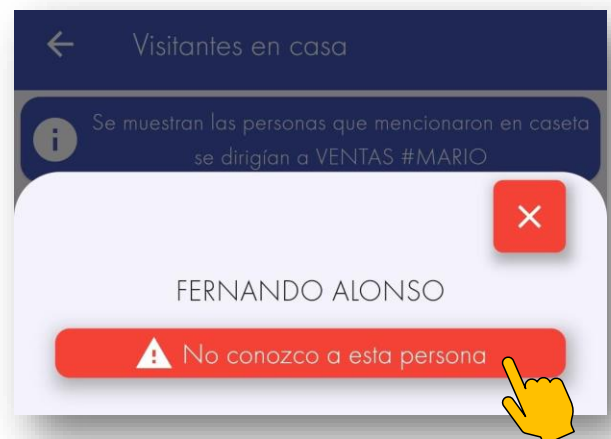 Visitantes en casa
Se muestran las personas que mencionaron en caseta
se dirigían a VENTAS #MARIO
FERNANDO ALONSO
No conozco a esta persona